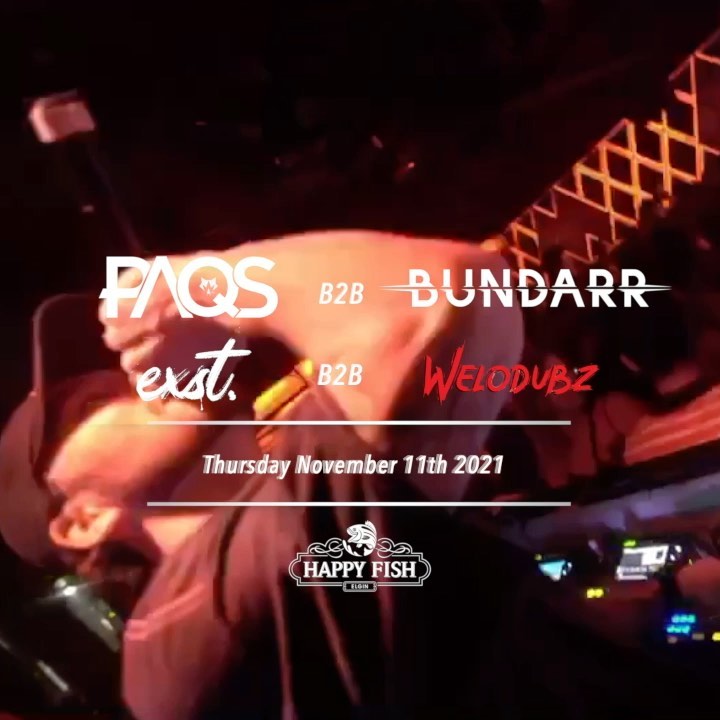 PAQS B2B BUNDARR
exst. B2B WELODUBZ
Thursday November 11th 2021
HAPPY FISH
ELGIN